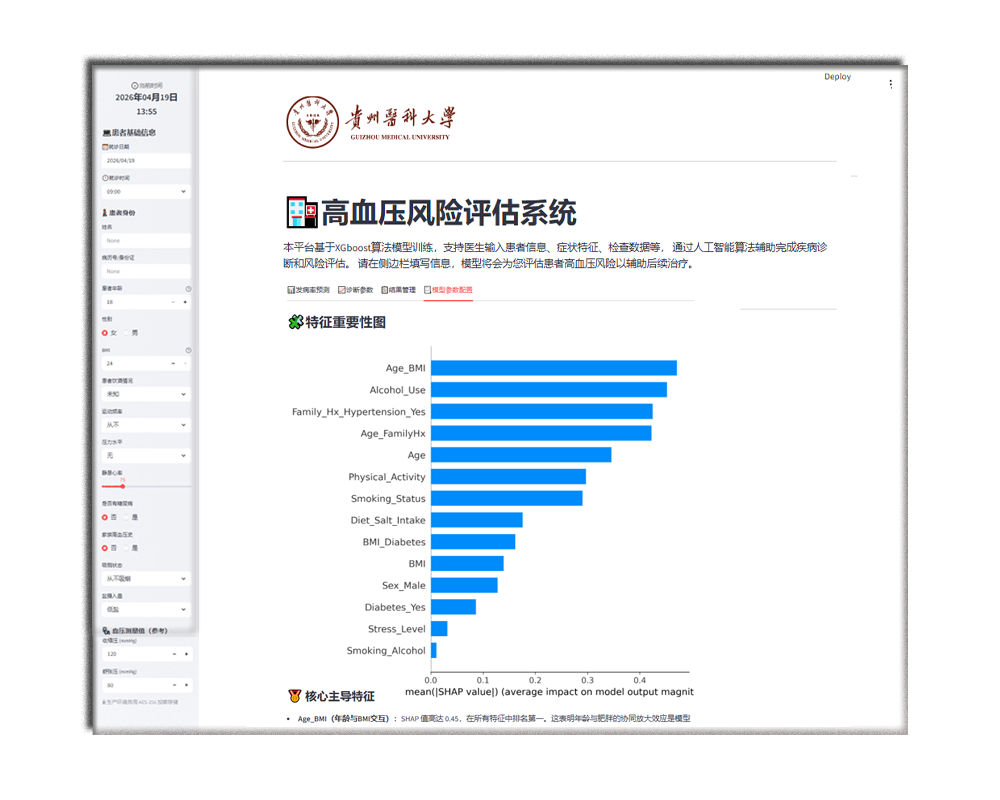 当前时间
2026年04月19日
13:55
患者基础信息
就诊日期
2026/04/19
就诊时间
09:00
患者身份
姓名
None
病历号/身份证
None
患者年龄
18
性别
女 男
BMI
24
患者饮酒情况
未知
运动频率
从不
压力水平
无
静息心率
75
是否有糖尿病
否 是
家族高血压史
否 是
吸烟状态
从不吸烟
盐摄入量
低盐
血压测量值（参考）
收缩压 (mmHg)
120
舒张压 (mmHg)
80
生产环境启用 AES-256 加密存储
Deploy
贵州医科大学
GUIZHOU MEDICAL UNIVERSITY
高血压风险评估系统
本平台基于XGboost算法模型训练，支持医生输入患者信息、症状特征、检查数据等， 通过人工智能算法辅助完成疾病诊
断和风险评估。 请在侧边栏填写信息，模型将会为您评估患者高血压风险以辅助后续治疗。
发病率预测 诊断参数 结果管理 模型参数配置
特征重要性图
Age_BMI
Alcohol_Use
Family_Hx_Hypertension_Yes
Age_FamilyHx
Age
Physical_Activity
Smoking_Status
Diet_Salt_Intake
BMI_Diabetes
BMI
Sex_Male
Diabetes_Yes
Stress_Level
Smoking_Alcohol
0.0 0.1 0.2 0.3 0.4
mean(|SHAP value|) (average impact on model output magnit
核心主导特征
• Age_BMI（年龄与BMI交互）：SHAP 值高达 0.45，在所有特征中排名第一。这表明年龄与肥胖的协同放大效应是模型